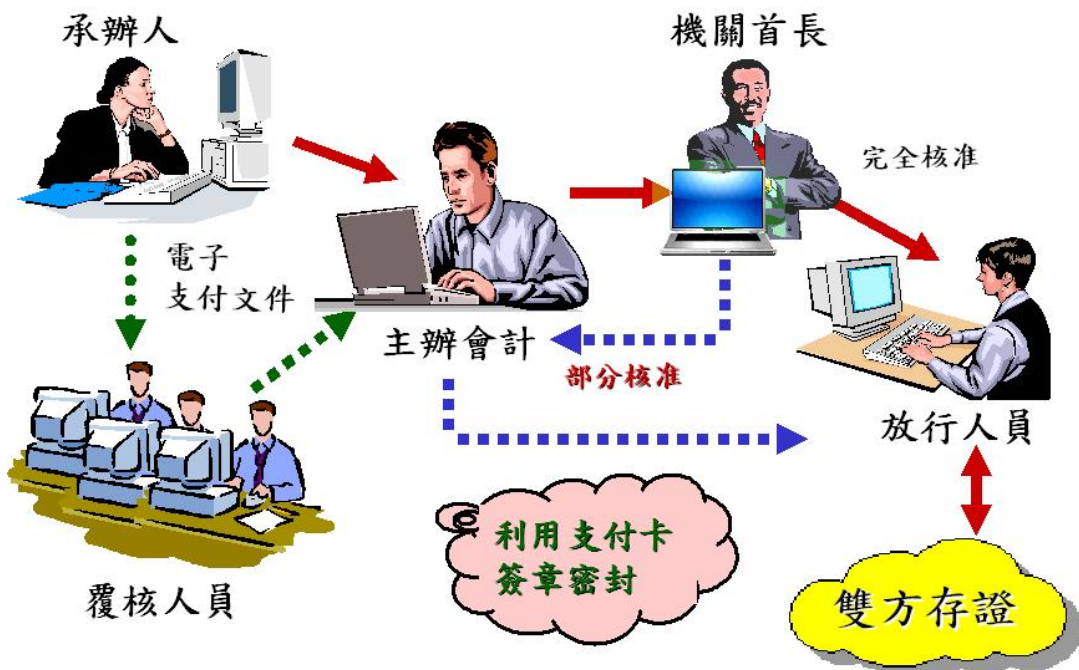 承辦人
機關首長
完全核准
電子
支付文件
主辦會計
部分核准
放行人員
利用支付卡
簽章密封
覆核人員
雙方存證